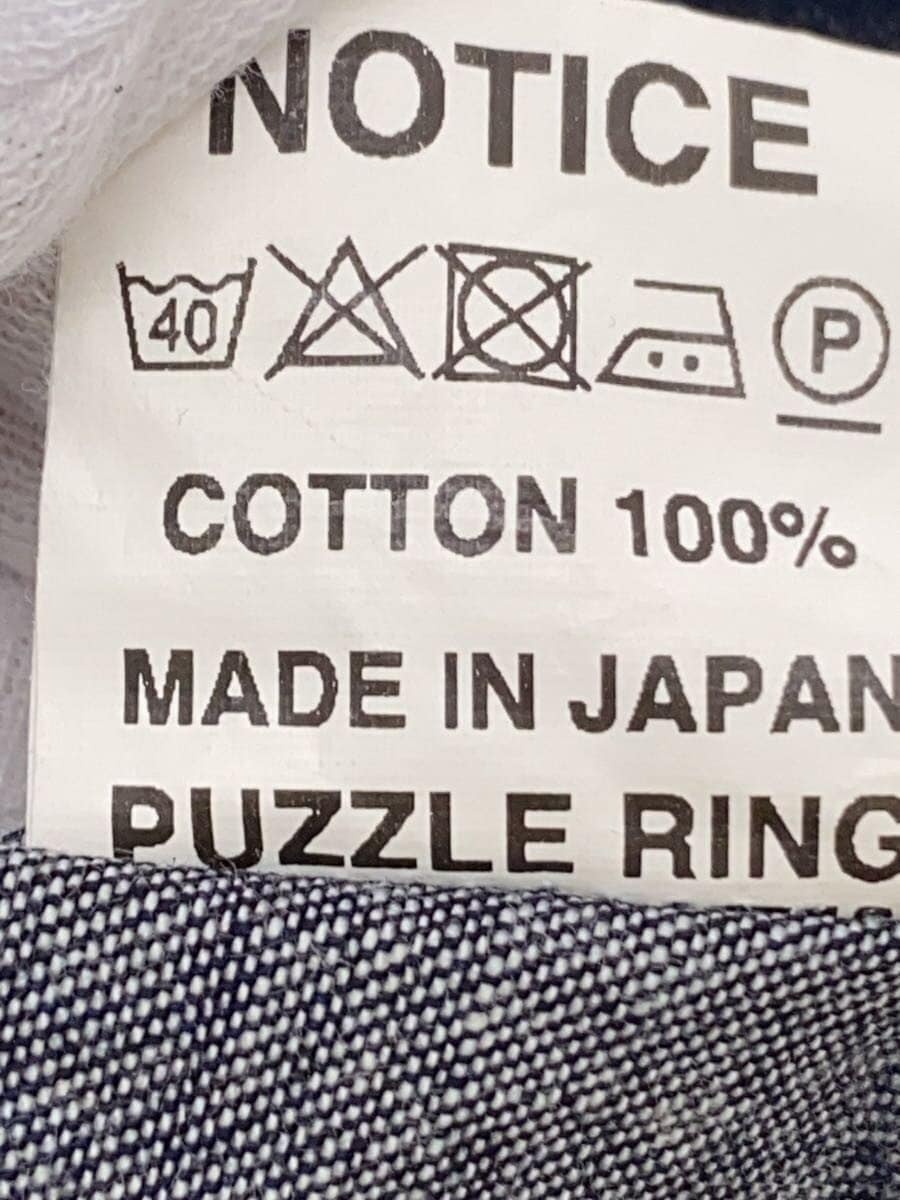 NOTICE
40 P
COTTON 100%
MADE IN JAPAN
PUZZLE RING